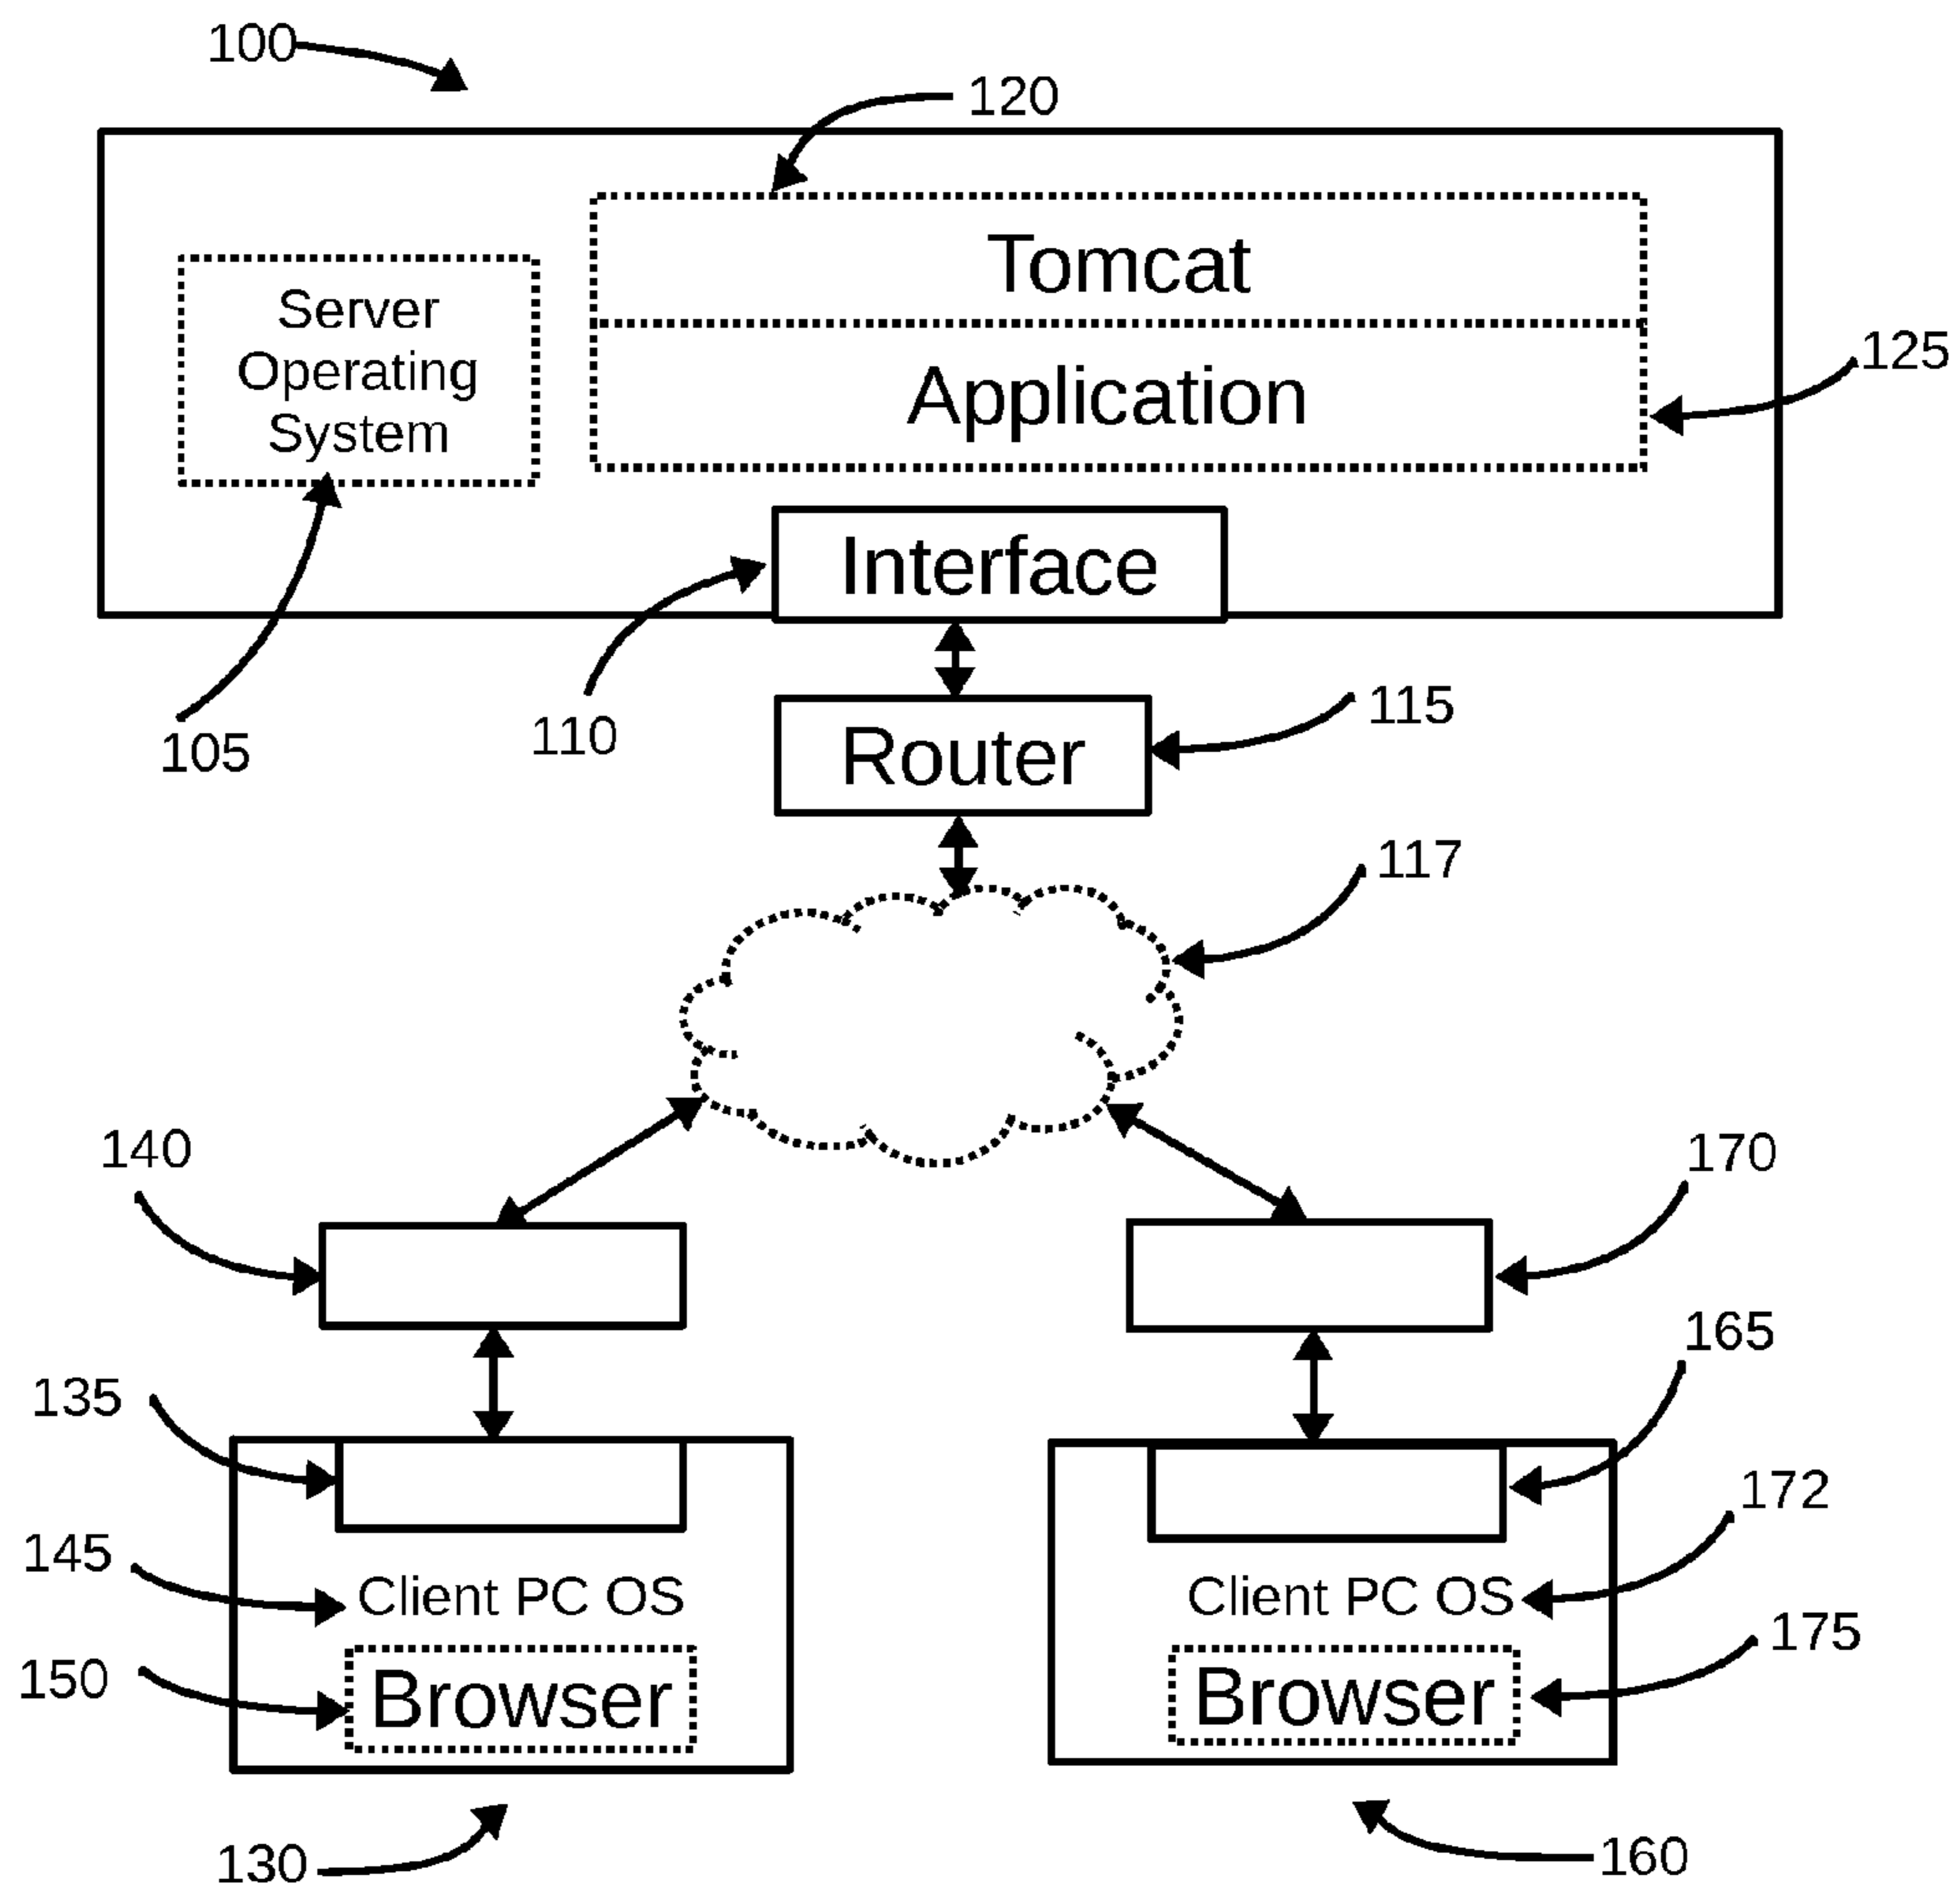 100
120
Tomcat
Server
Operating
System
Application
125
Interface
105
110
115
Router
117
140
170
165
135
172
145
Client PC OS
Client PC OS
175
150
Browser
Browser
130
160